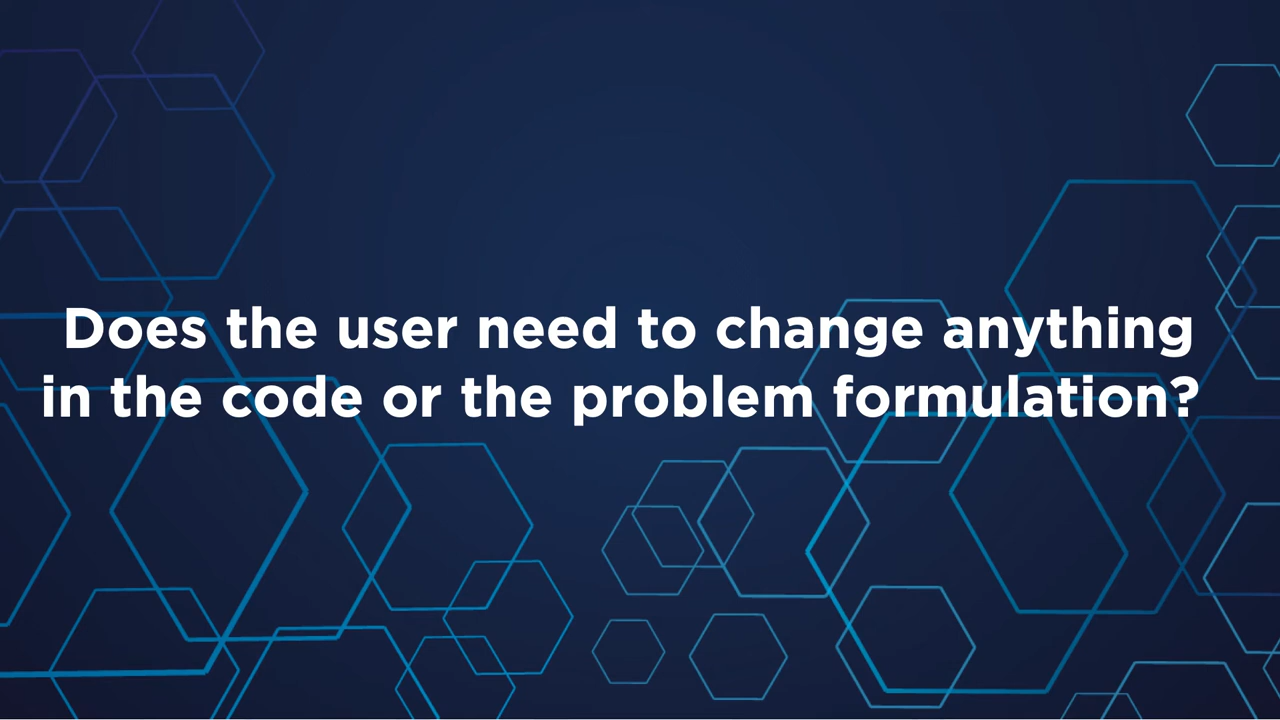 Does the user need to change anything
in the code or the problem formulation?